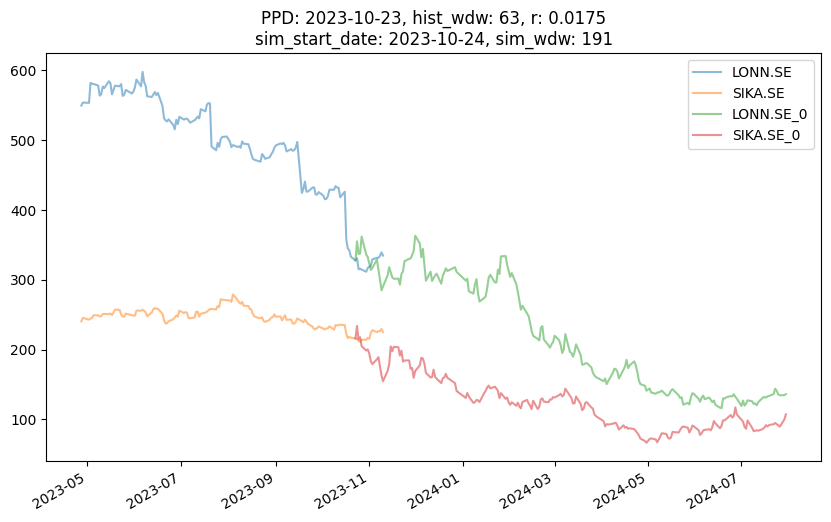 PPD: 2023-10-23, hist_wdw: 63, r: 0.0175
sim_start_date: 2023-10-24, sim_wdw: 191
LONN.SE
SIKA.SE
LONN.SE_0
SIKA.SE_0
600
500
400
300
200
100
2023-05
2023-07
2023-09
2023-11
2024-01
2024-03
2024-05
2024-07